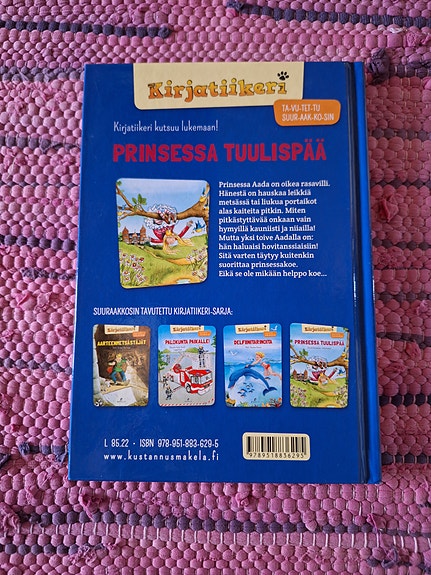 Kirjatiikeri
TA-VU-TET-TU
SUUR-AAK-KO-SIN
Kirjatiikeri kutsuu lukemaan!
PRINSESSA TUULISPÄÄ
Prinsessa Aada on oikea rasavilli.
Hänestä on hauskaa leikkiä
metsässä tai liukua portaikot
alas kaiteita pitkin. Miten
pitkästyttävää onkaan vain
hymyillä kauniisti ja niiailla!
Mutta yksi toive Aadalla on:
hän haluaisi hovitanssiaisiin!
Sitä varten täytyy kuitenkin
suorittaa prinsessakoe.
Eikä se ole mikään helppo koe...
SUURAAKKOSIN TAVUTETTU KIRJATIIKERI-SARJA:
Kirjatiikeri
AARTEENMETSÄSTÄJÄT
Kirjatiikeri
PALOKUNTA PAIKALLE!
Kirjatiikeri
DELFIINITARINOITA
Kirjatiikeri
PRINSESSA TUULISPÄÄ
L 85.22 • ISBN 978-951-883-629-5
www.kustannusmakela.fi
9789518836295